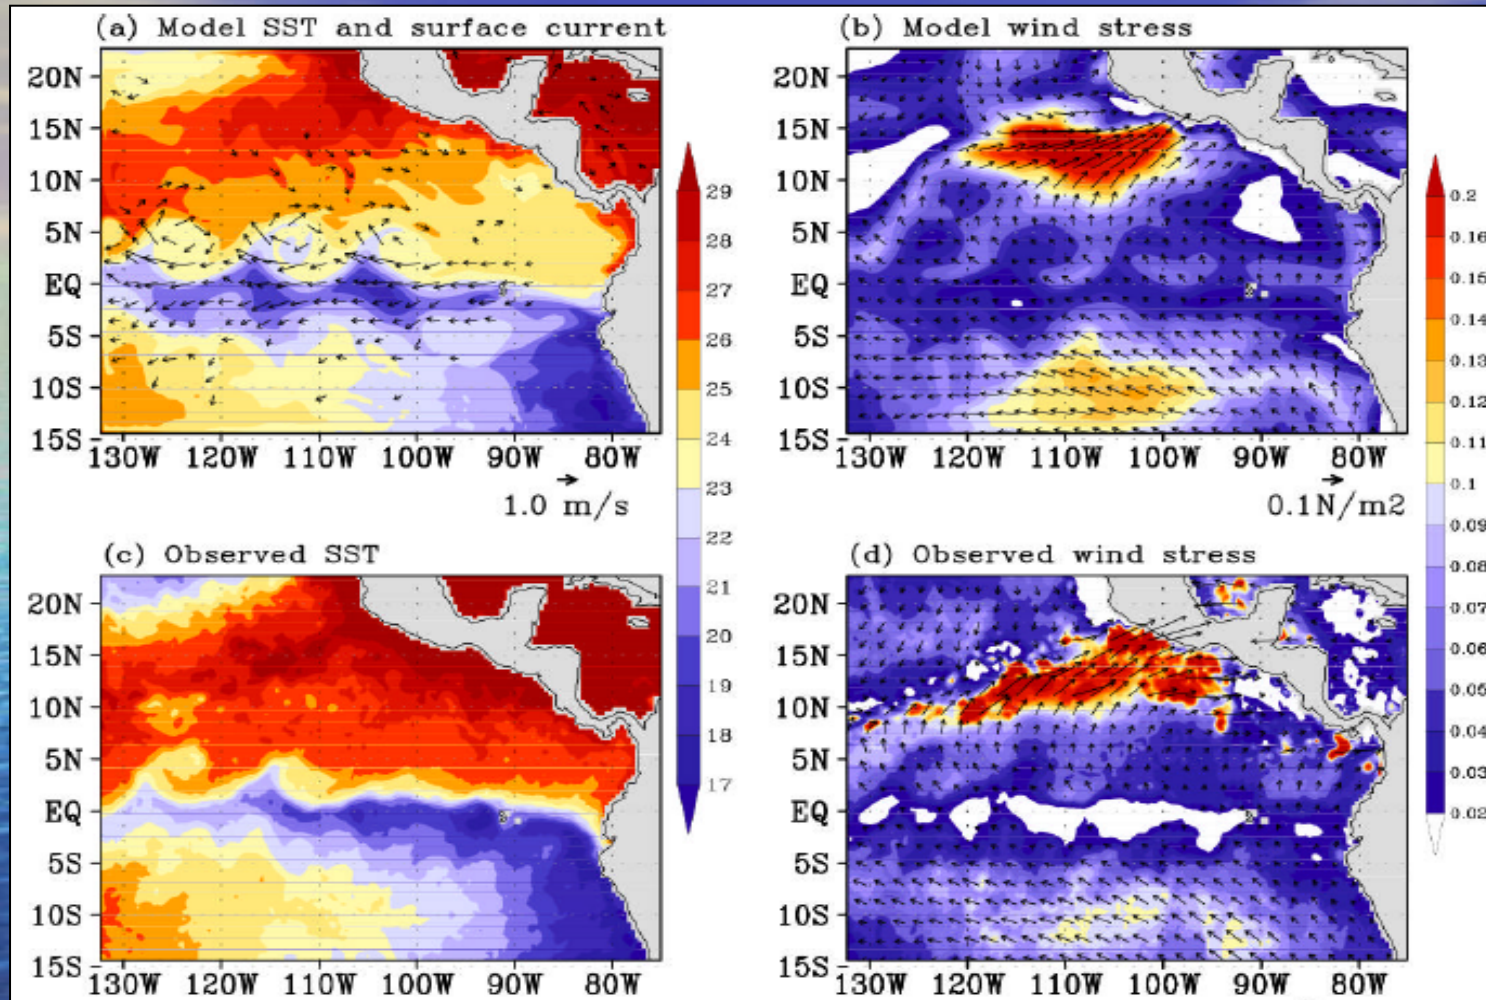 (a) Model SST and surface current
20N
15N
10N
5N
EQ
5S
10S
15S
130W 120W 110W 100W 90W 80W
1.0 m/s
29
28
27
26
25
24
23
22
21
20
19
18
17
(b) Model wind stress
20N
15N
10N
5N
EQ
5S
10S
15S
130W 120W 110W 100W 90W 80W
0.1N/m2
0.2
0.16
0.15
0.14
0.13
0.12
0.11
0.1
0.09
0.08
0.07
0.06
0.05
0.04
0.03
0.02
(c) Observed SST
20N
15N
10N
5N
EQ
5S
10S
15S
130W 120W 110W 100W 90W 80W
(d) Observed wind stress
20N
15N
10N
5N
EQ
5S
10S
15S
130W 120W 110W 100W 90W 80W